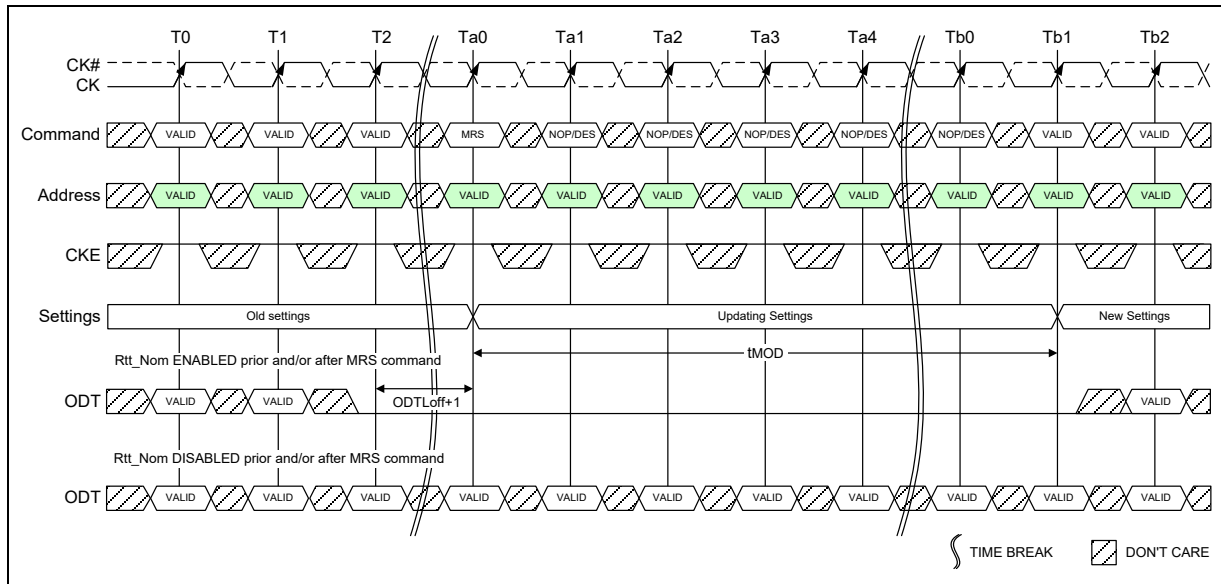 T0 T1 T2 Ta0 Ta1 Ta2 Ta3 Ta4 Tb0 Tb1 Tb2
CK#
CK
Command VALID VALID VALID MRS NOP/DES NOP/DES NOP/DES NOP/DES NOP/DES VALID VALID
Address VALID VALID VALID VALID VALID VALID VALID VALID VALID VALID VALID
CKE
Settings Old settings Updating Settings New Settings
Rtt_Nom ENABLED prior and/or after MRS command tMOD
ODT VALID VALID ODTLoff+1 VALID
Rtt_Nom DISABLED prior and/or after MRS command
ODT VALID VALID VALID VALID VALID VALID VALID VALID VALID VALID VALID
TIME BREAK DON'T CARE